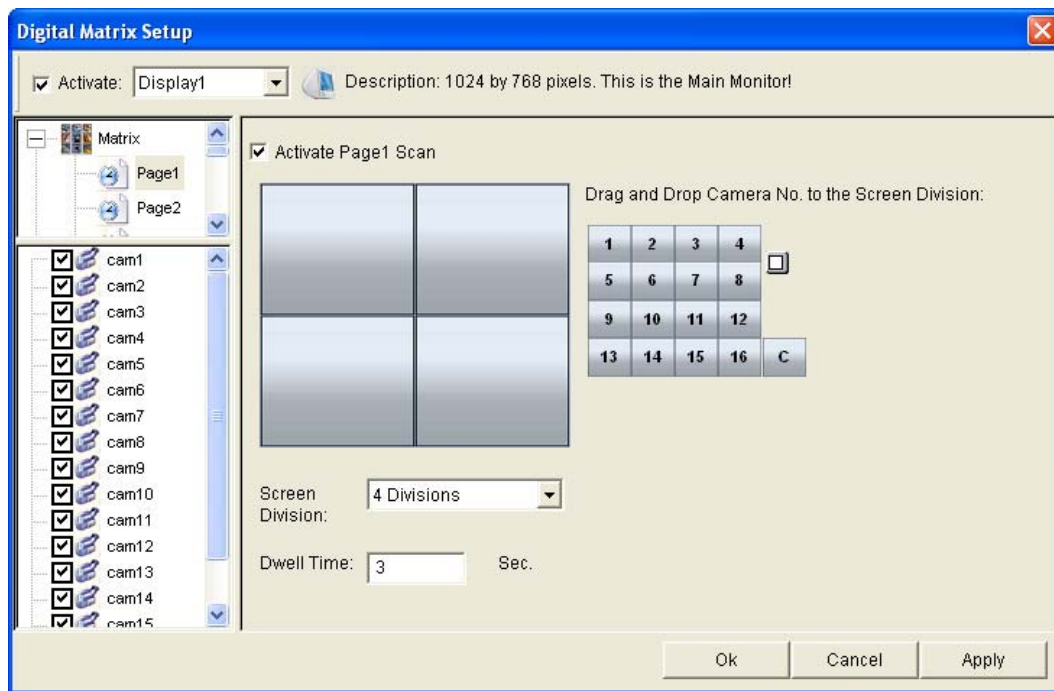 Digital Matrix Setup
Activate: Display1 Description: 1024 by 768 pixels. This is the Main Monitor!
Matrix
Page1
Page2
cam1
cam2
cam3
cam4
cam5
cam6
cam7
cam8
cam9
cam10
cam11
cam12
cam13
cam14
cam15
Activate Page1 Scan
Drag and Drop Camera No. to the Screen Division:
1 2 3 4
5 6 7 8
9 10 11 12
13 14 15 16 C
Screen Division: 4 Divisions
Dwell Time: 3 Sec.
Ok Cancel Apply